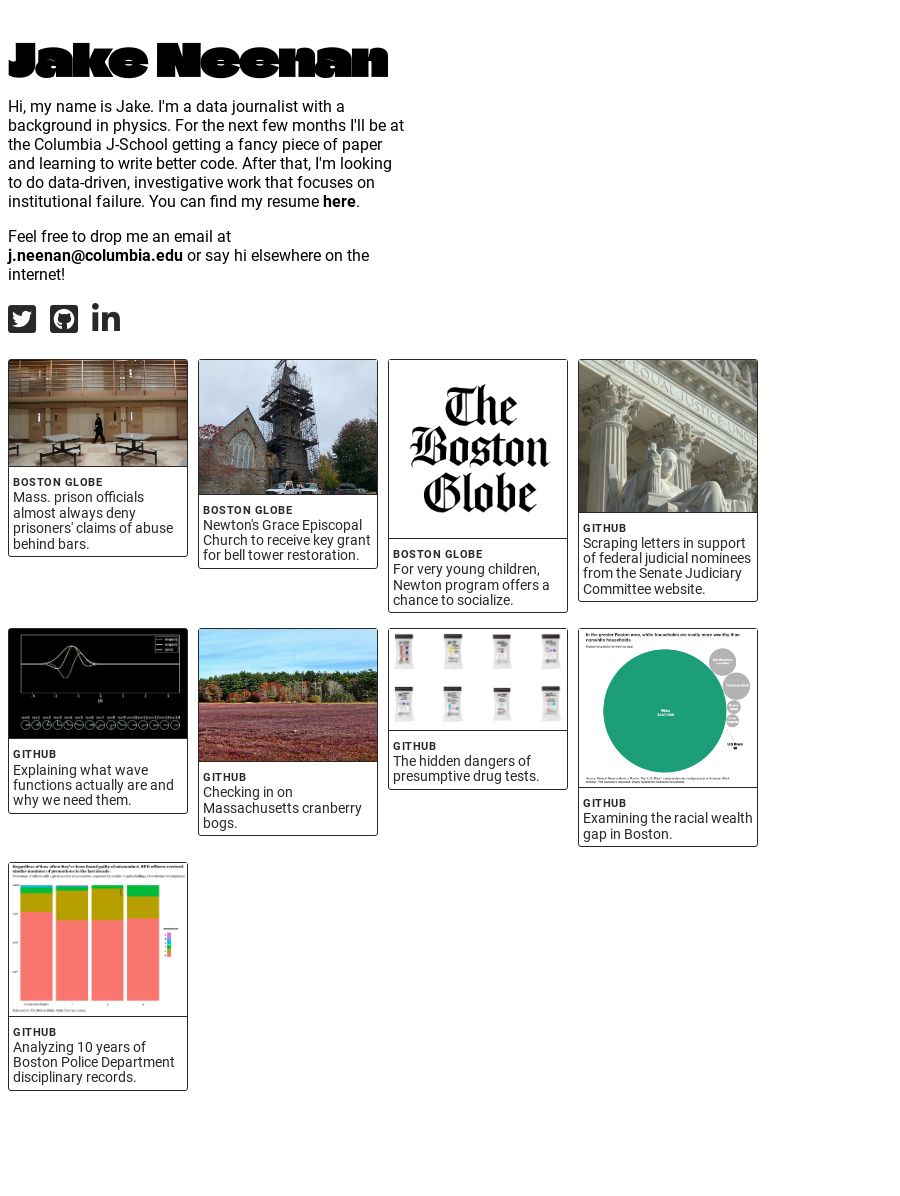 Jake Neenan
Hi, my name is Jake. I'm a data journalist with a
background in physics. For the next few months I'll be at
the Columbia J-School getting a fancy piece of paper
and learning to write better code. After that, I'm looking
to do data-driven, investigative work that focuses on
institutional failure. You can find my resume here.
Feel free to drop me an email at
j.neenan@columbia.edu or say hi elsewhere on the
internet!
in
BOSTON GLOBE
Mass. prison officials
almost always deny
prisoners' claims of abuse
behind bars.
BOSTON GLOBE
Newton's Grace Episcopal
Church to receive key grant
for bell tower restoration.
The
Boston
Globe
BOSTON GLOBE
For very young children,
Newton program offers a
chance to socialize.
EQUAL JUSTICE UNDE
GITHUB
Scraping letters in support
of federal judicial nominees
from the Senate Judiciary
Committee website.
GITHUB
Explaining what wave
functions actually are and
why we need them.
GITHUB
Checking in on
Massachusetts cranberry
bogs.
GITHUB
The hidden dangers of
presumptive drug tests.
In the greater Boston area, white households are vastly more wealthy than
nonwhite households
White
$247,500
U.S Black
$8
GITHUB
Examining the racial wealth
gap in Boston.
Regardless of how often they've been found guilty of misconduct, BPD officers received
similar numbers of promotions in the last decade
GITHUB
Analyzing 10 years of
Boston Police Department
disciplinary records.